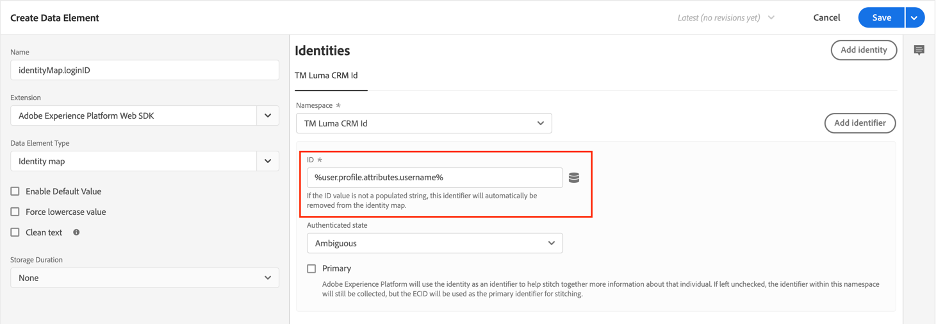 Create Data Element
Latest (no revisions yet)
Cancel
Save
Name
identityMap.loginID
Extension
Adobe Experience Platform Web SDK
Data Element Type
Identity map
Enable Default Value
Force lowercase value
Clean text
Storage Duration
None
Identities
Add identity
TM Luma CRM Id
Namespace *
TM Luma CRM Id
Add identifier
ID *
%user.profile.attributes.username%
If the ID value is not a populated string, this identifier will automatically be
removed from the identity map.
Authenticated state
Ambiguous
Primary
Adobe Experience Platform will use the identity as an identifier to help stitch together more information about that individual. If left unchecked, the identifier within this namespace
will still be collected, but the ECID will be used as the primary identifier for stitching.